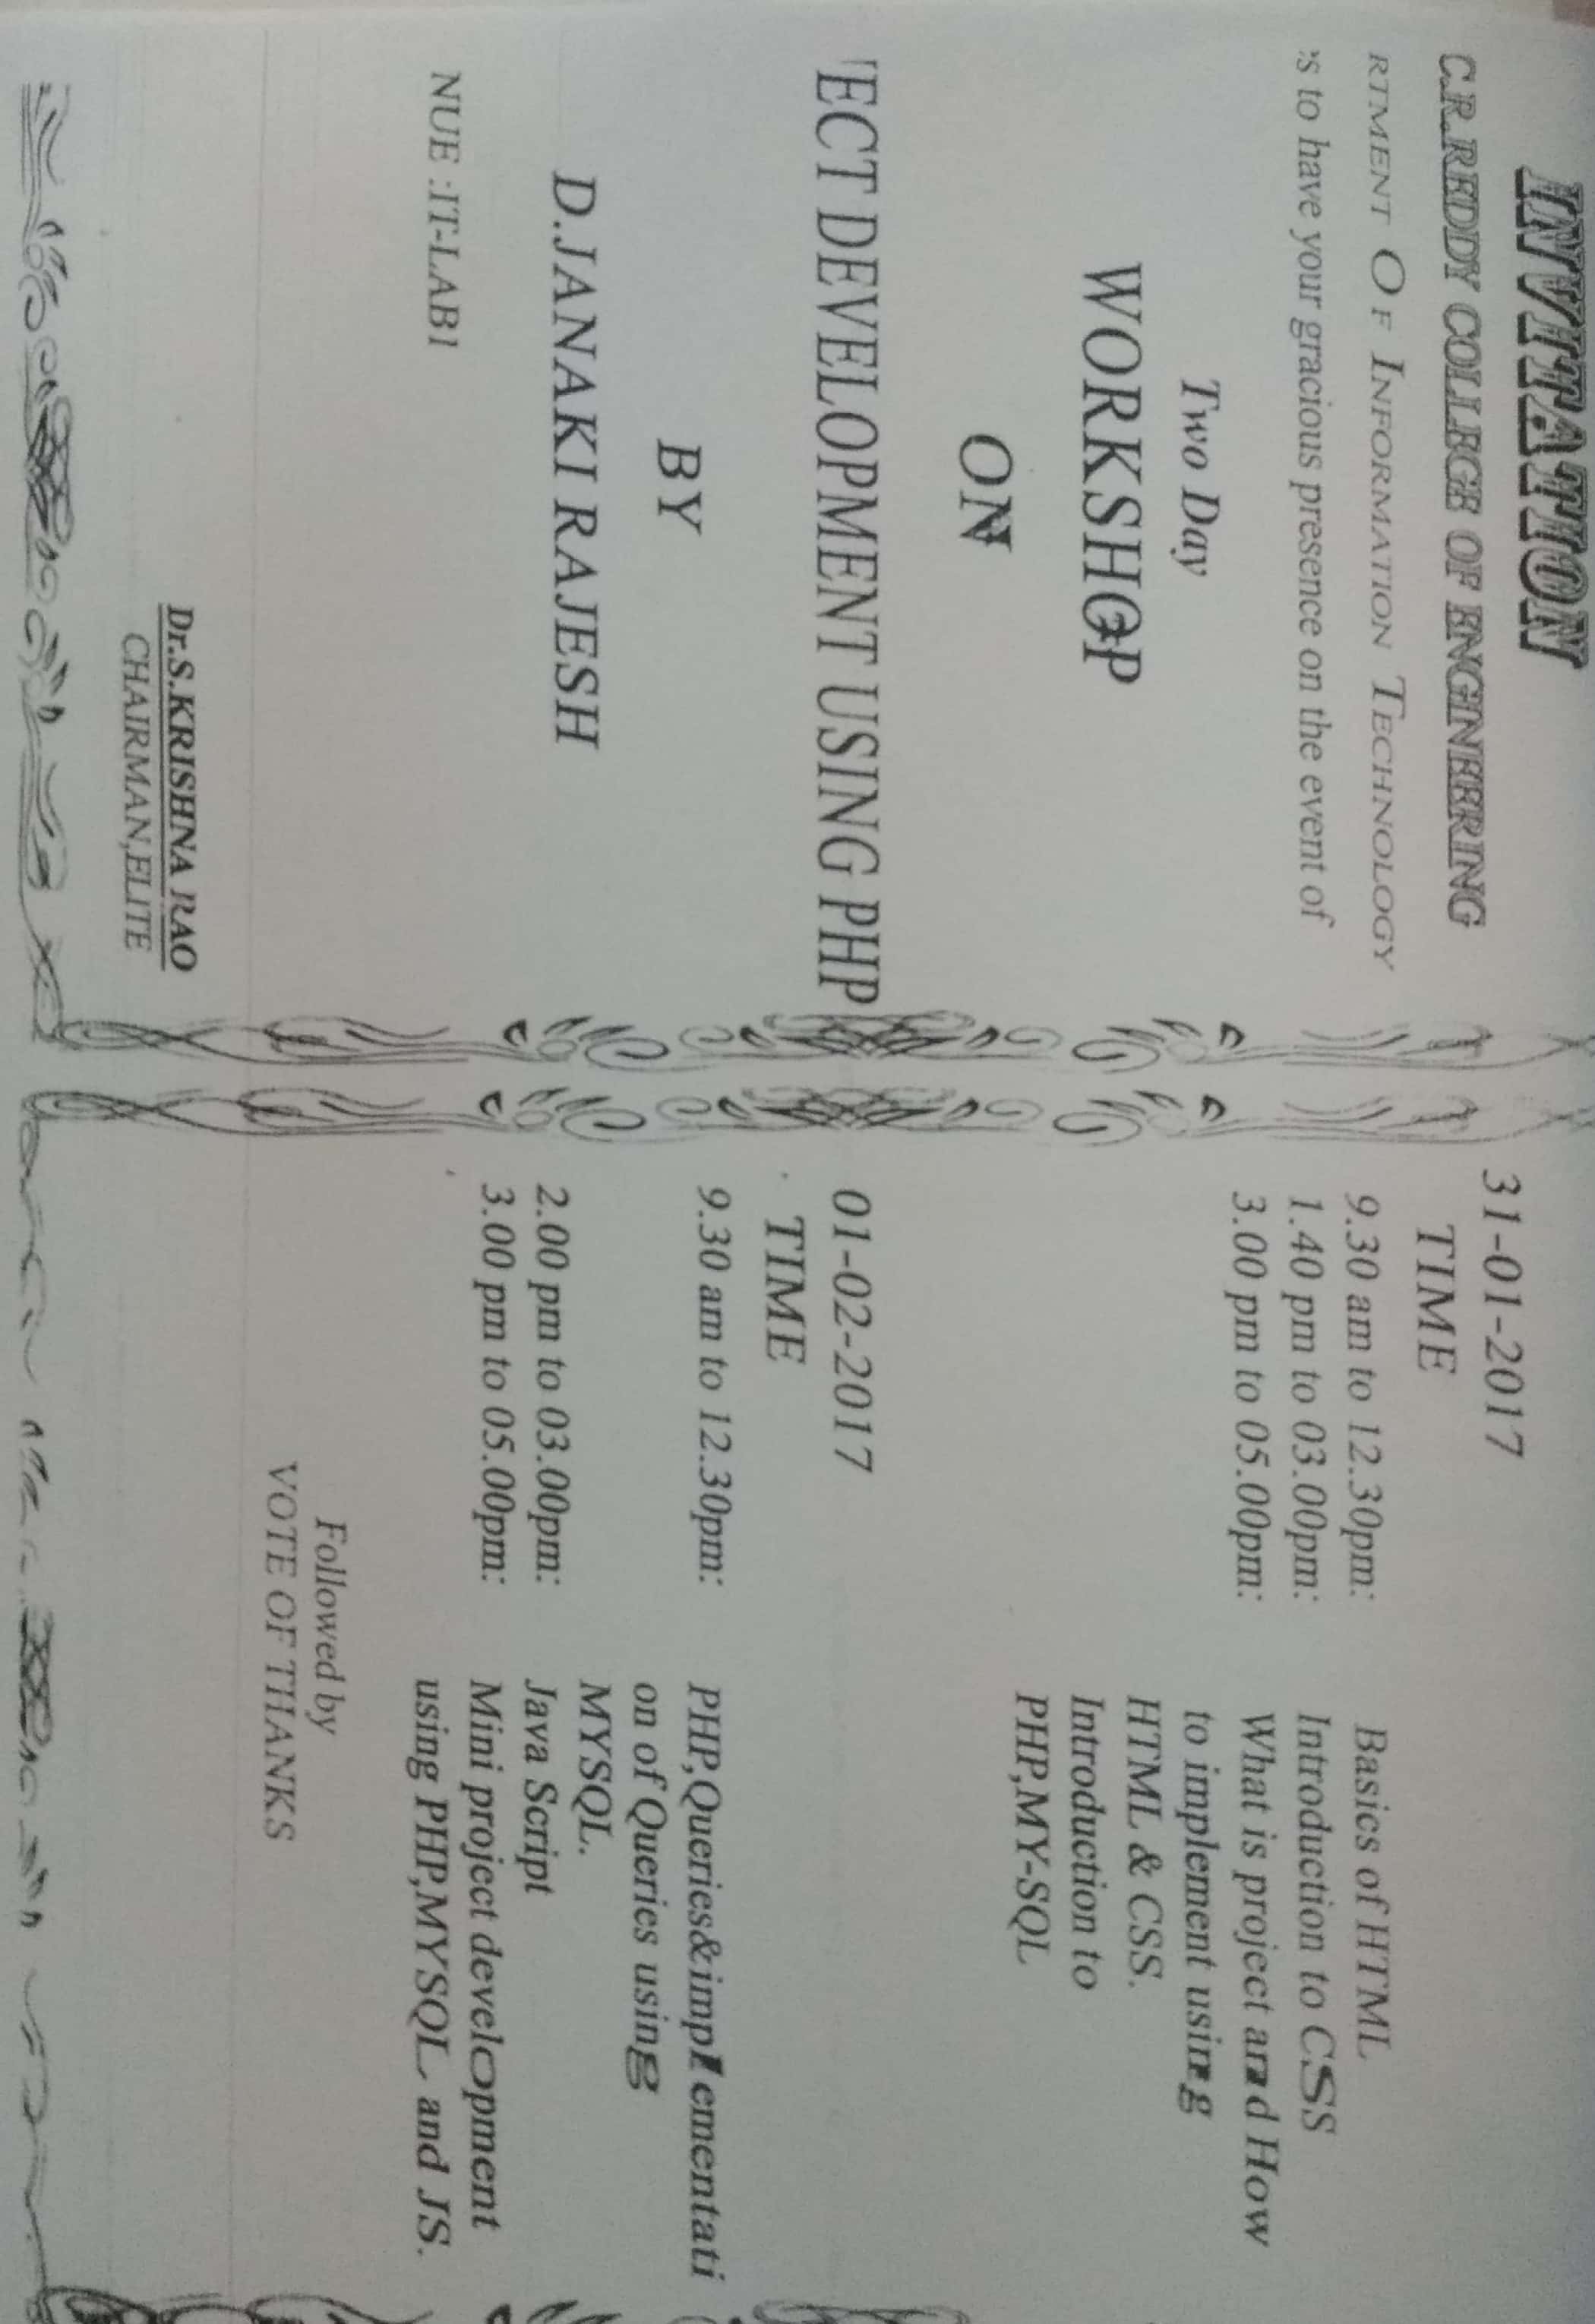 INVITATION
C.R.REDDY COLLEGE OF ENGINEERING
RTMENT OF INFORMATION TECHNOLOGY
s to have your gracious presence on the event of
Two Day
WORKSHOP
ON
ECT DEVELOPMENT USING PHP
BY
D.JANAKI RAJESH
NUE :IT-LAB1
Dr.S.KRISHNA RAO
CHAIRMAN,ELITE
31-01-2017
TIME
9.30 am to 12.30pm: Basics of HTML
1.40 pm to 03.00pm: Introduction to CSS
3.00 pm to 05.00pm: What is project and How
to implement using
HTML & CSS.
Introduction to
PHP,MY-SQL
01-02-2017
TIME
9.30 am to 12.30pm: PHP,Queries&implementati
on of Queries using
MYSQL.
2.00 pm to 03.00pm: Java Script
3.00 pm to 05.00pm: Mini project development
using PHP,MYSQL and JS.
Followed by
VOTE OF THANKS